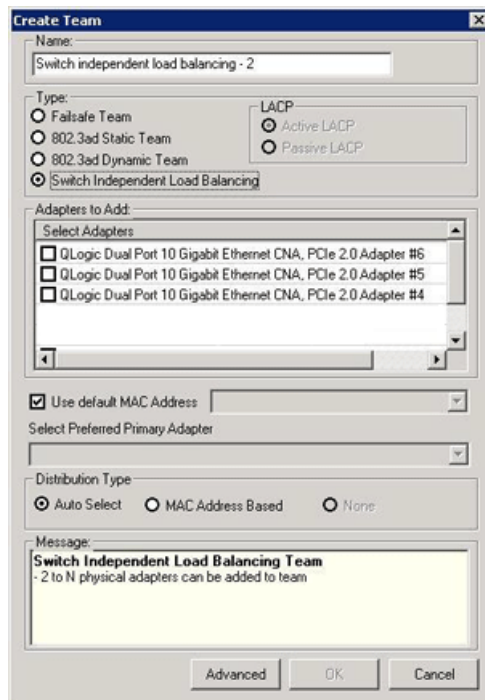 Create Team
Name:
Switch independent load balancing - 2
Type:
Failsafe Team
802.3ad Static Team
802.3ad Dynamic Team
Switch Independent Load Balancing
LACP
Active LACP
Passive LACP
Adapters to Add:
Select Adapters
QLogic Dual Port 10 Gigabit Ethernet CNA, PCIe 2.0 Adapter #6
QLogic Dual Port 10 Gigabit Ethernet CNA, PCIe 2.0 Adapter #5
QLogic Dual Port 10 Gigabit Ethernet CNA, PCIe 2.0 Adapter #4
Use default MAC Address
Select Preferred Primary Adapter
Distribution Type
Auto Select
MAC Address Based
None
Message:
Switch Independent Load Balancing Team
- 2 to N physical adapters can be added to team
Advanced
OK
Cancel